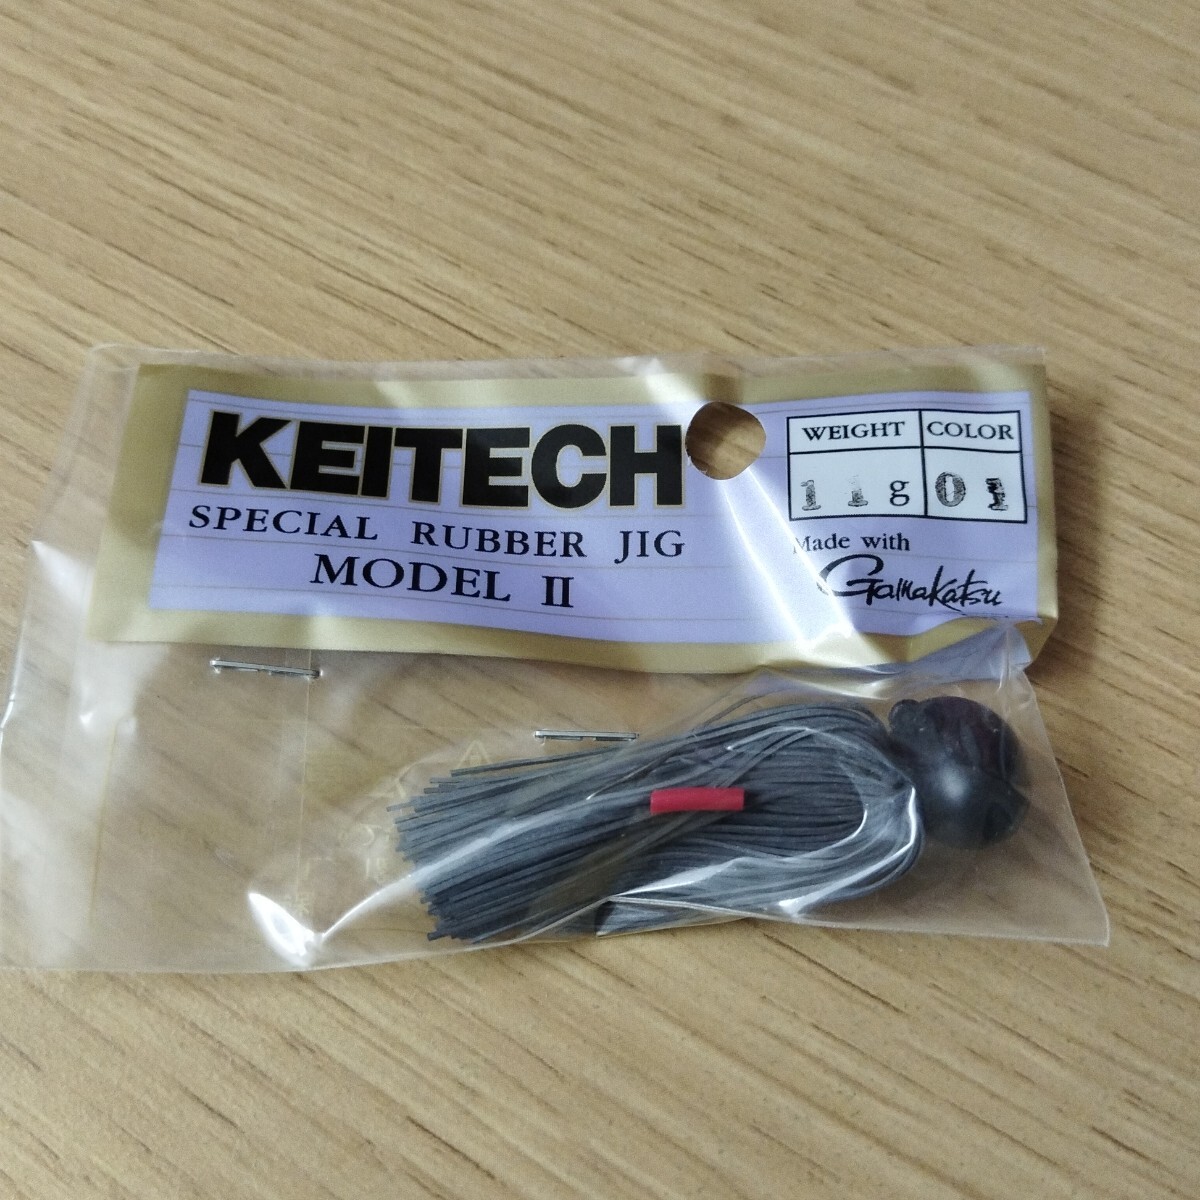 KEITECH
SPECIAL RUBBER JIG
MODEL II
WEIGHT COLOR
11g 01
Made with
Gamakatsu